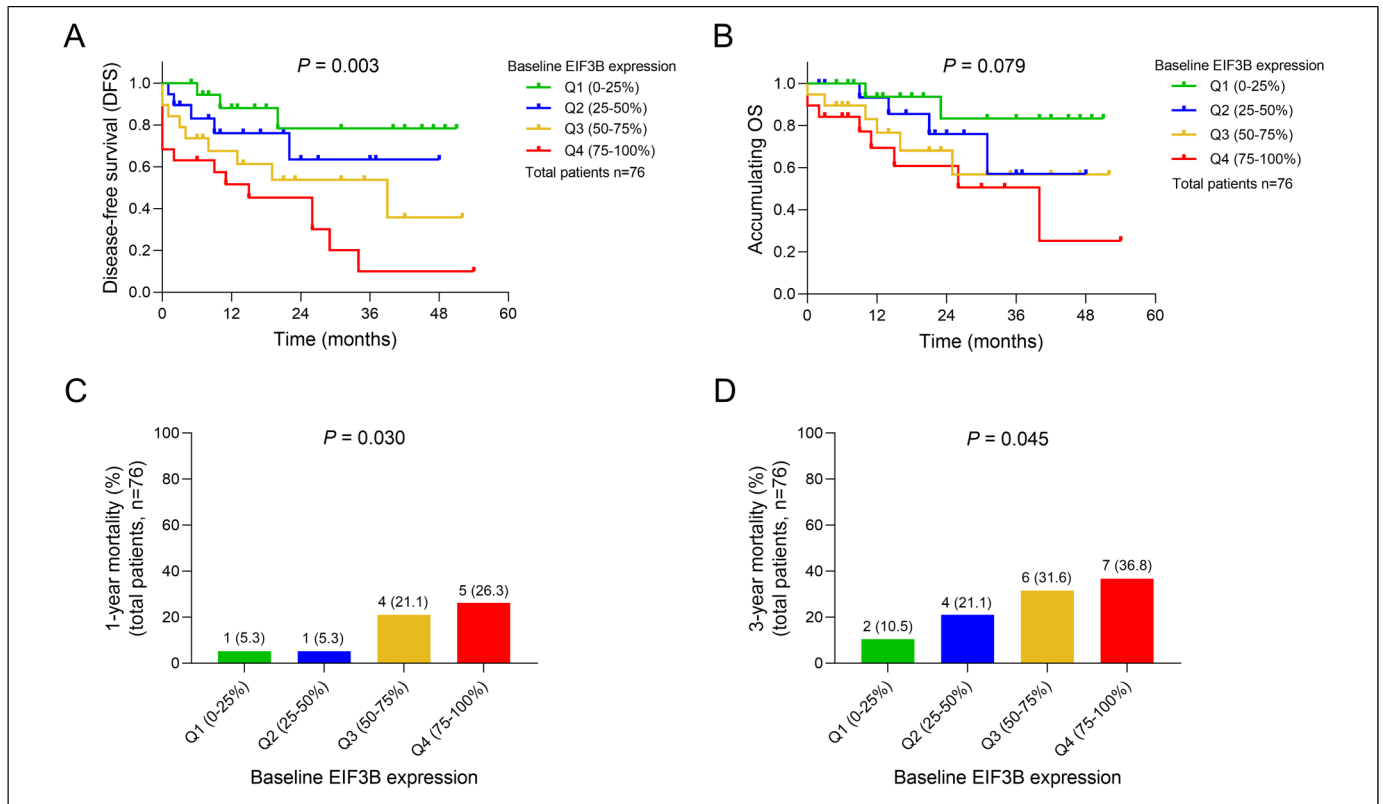 A
P = 0.003
Disease-free survival (DFS)
1.0
0.8
0.6
0.4
0.2
0.0
0 12 24 36 48 60
Time (months)
Baseline EIF3B expression
Q1 (0-25%)
Q2 (25-50%)
Q3 (50-75%)
Q4 (75-100%)
Total patients n=76
B
P = 0.079
Accumulating OS
1.0
0.8
0.6
0.4
0.2
0.0
0 12 24 36 48 60
Time (months)
Baseline EIF3B expression
Q1 (0-25%)
Q2 (25-50%)
Q3 (50-75%)
Q4 (75-100%)
Total patients n=76
C
P = 0.030
1-year mortality (%)
(total patients, n=76)
100
80
60
40
20
0
1 (5.3)
1 (5.3)
4 (21.1)
5 (26.3)
Q1 (0-25%)
Q2 (25-50%)
Q3 (50-75%)
Q4 (75-100%)
Baseline EIF3B expression
D
P = 0.045
3-year mortality (%)
(total patients, n=76)
100
80
60
40
20
0
2 (10.5)
4 (21.1)
6 (31.6)
7 (36.8)
Q1 (0-25%)
Q2 (25-50%)
Q3 (50-75%)
Q4 (75-100%)
Baseline EIF3B expression